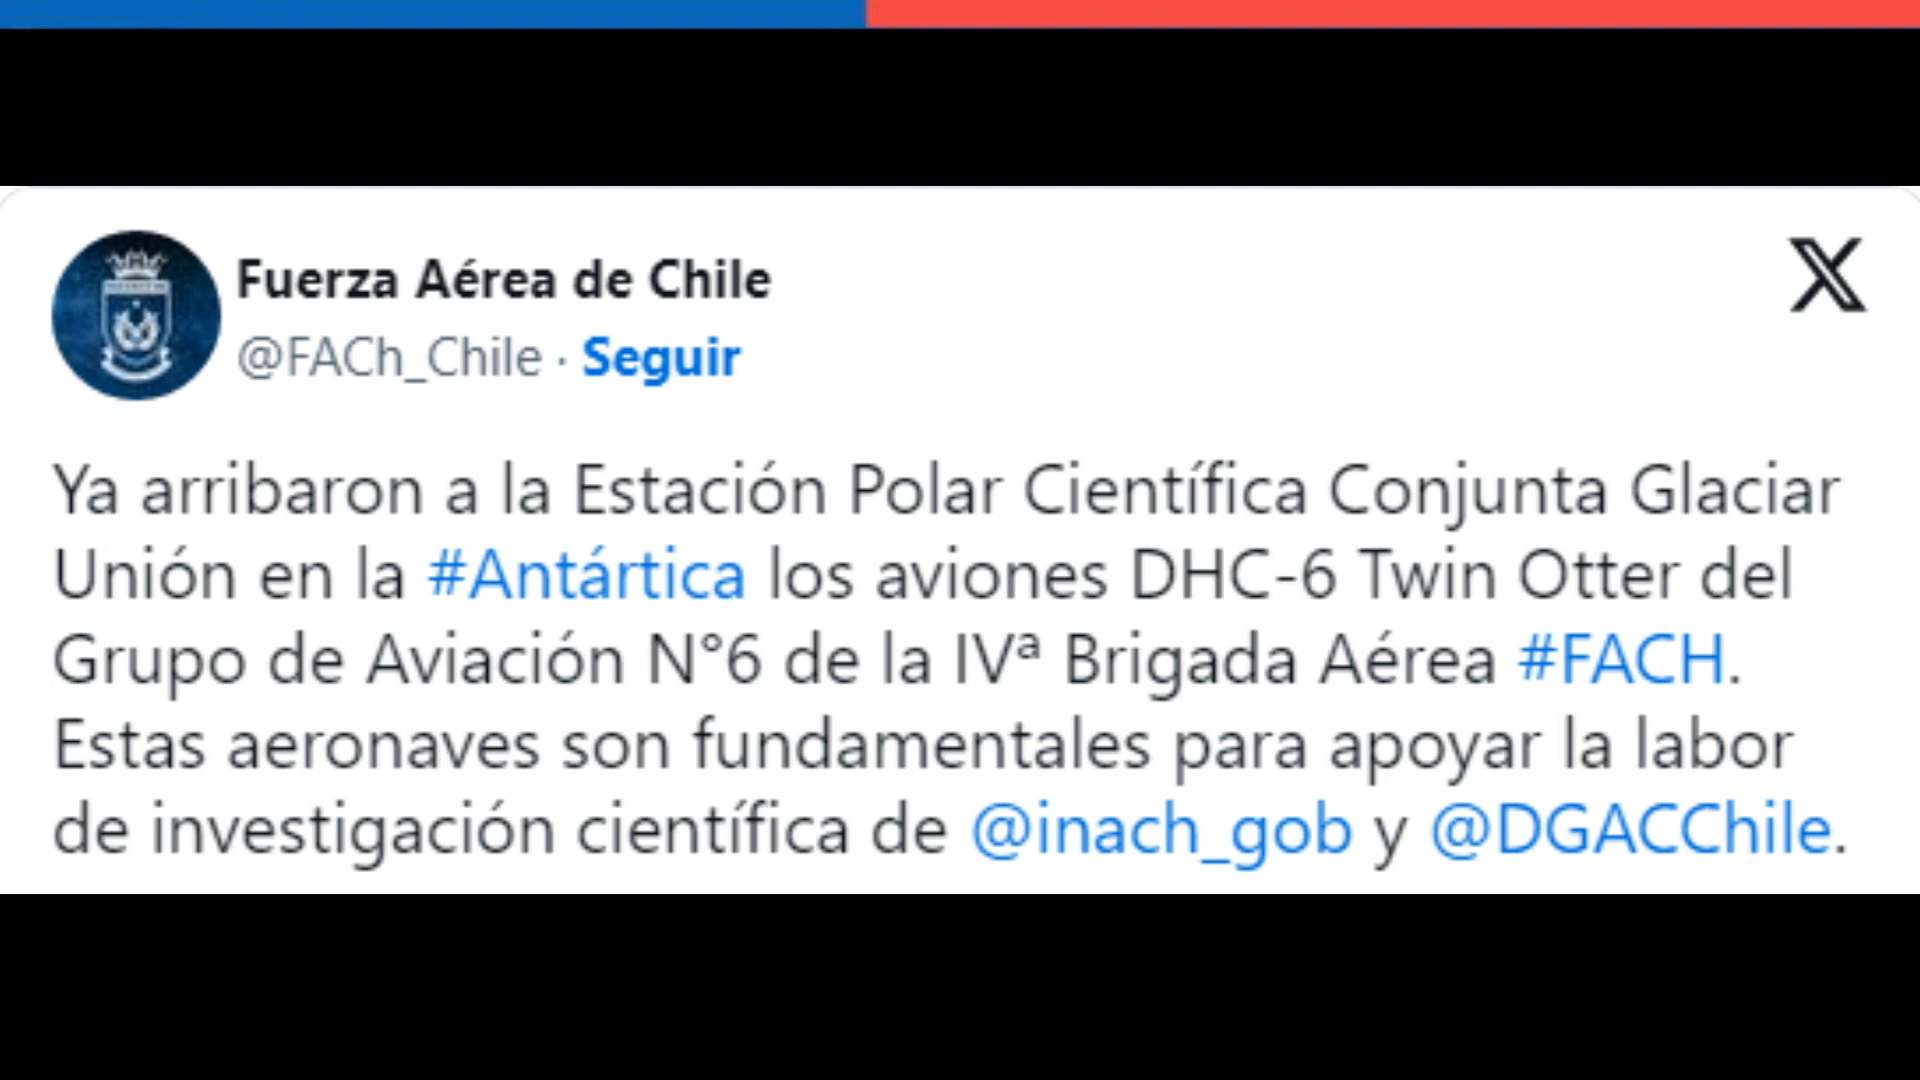 Fuerza Aérea de Chile
@FACh_Chile · Seguir
Ya arribaron a la Estación Polar Científica Conjunta Glaciar
Unión en la #Antártica los aviones DHC-6 Twin Otter del
Grupo de Aviación N°6 de la IVª Brigada Aérea #FACH.
Estas aeronaves son fundamentales para apoyar la labor
de investigación científica de @inach_gob y @DGACChile.